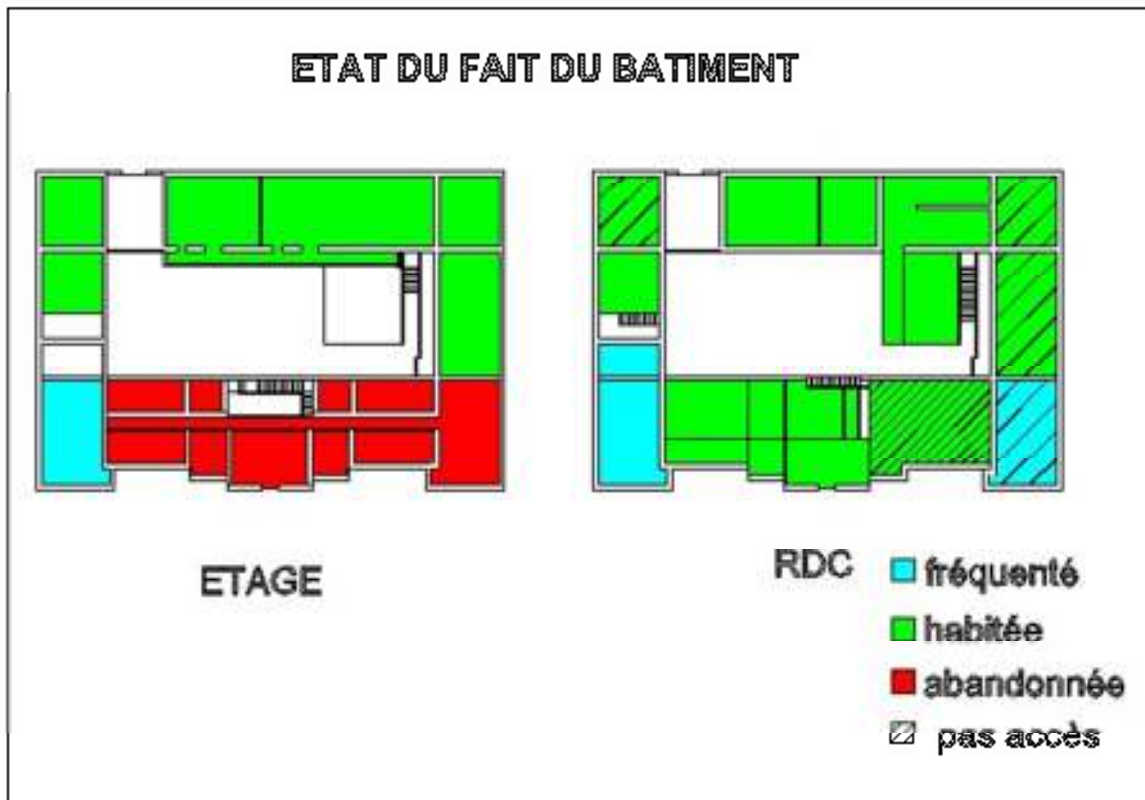 ETAT DU FAIT DU BATIMENT
ETAGE
RDC
fréquenté
habitée
abandonnée
pas accès